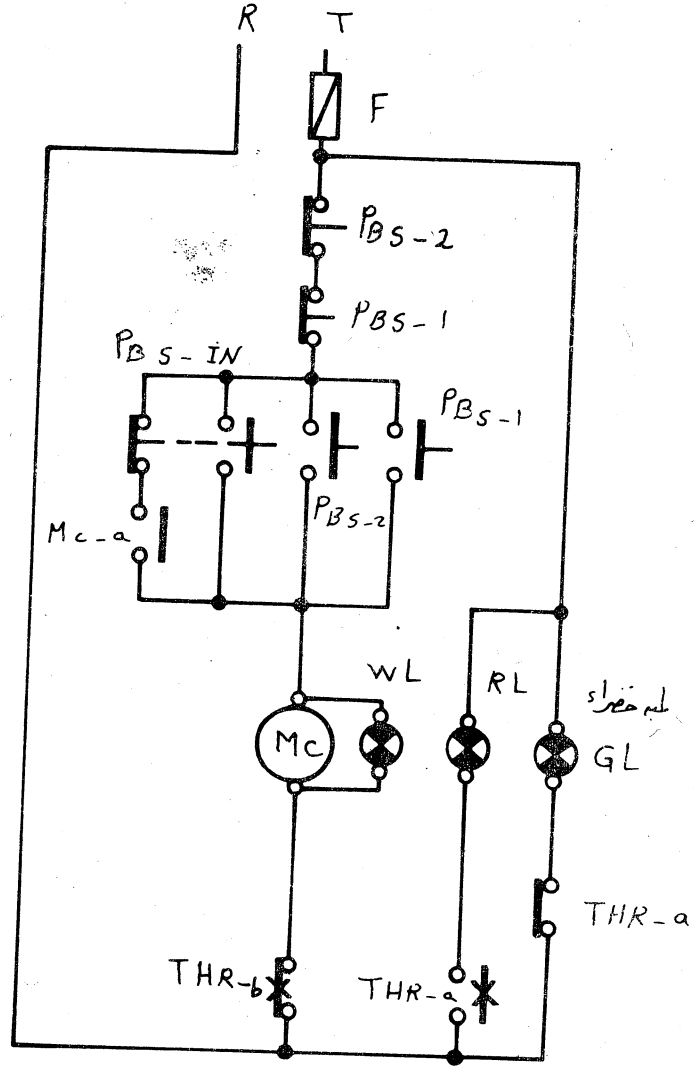 R
T
F
PBS-2
PBS-1
PBS-IN
PBS-1
PBS-2
Mc-a
WL
RL
لمبه خضراء
Mc
GL
THR-a
THR-b
THR-a